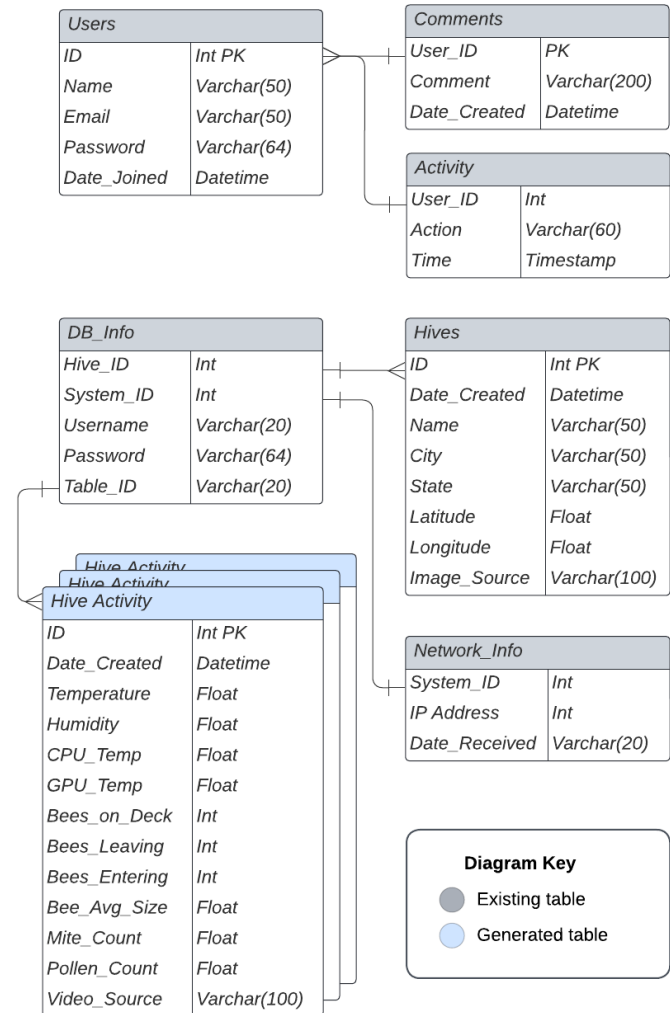 Users
ID Int PK
Name Varchar(50)
Email Varchar(50)
Password Varchar(64)
Date_Joined Datetime
Comments
User_ID PK
Comment Varchar(200)
Date_Created Datetime
Activity
User_ID Int
Action Varchar(60)
Time Timestamp
DB_Info
Hive_ID Int
System_ID Int
Username Varchar(20)
Password Varchar(64)
Table_ID Varchar(20)
Hives
ID Int PK
Date_Created Datetime
Name Varchar(50)
City Varchar(50)
State Varchar(50)
Latitude Float
Longitude Float
Image_Source Varchar(100)
Hive Activity
Hive Activity
Hive Activity
ID Int PK
Date_Created Datetime
Temperature Float
Humidity Float
CPU_Temp Float
GPU_Temp Float
Bees_on_Deck Int
Bees_Leaving Int
Bees_Entering Int
Bee_Avg_Size Float
Mite_Count Float
Pollen_Count Float
Video_Source Varchar(100)
Network_Info
System_ID Int
IP Address Int
Date_Received Varchar(20)
Diagram Key
Existing table
Generated table